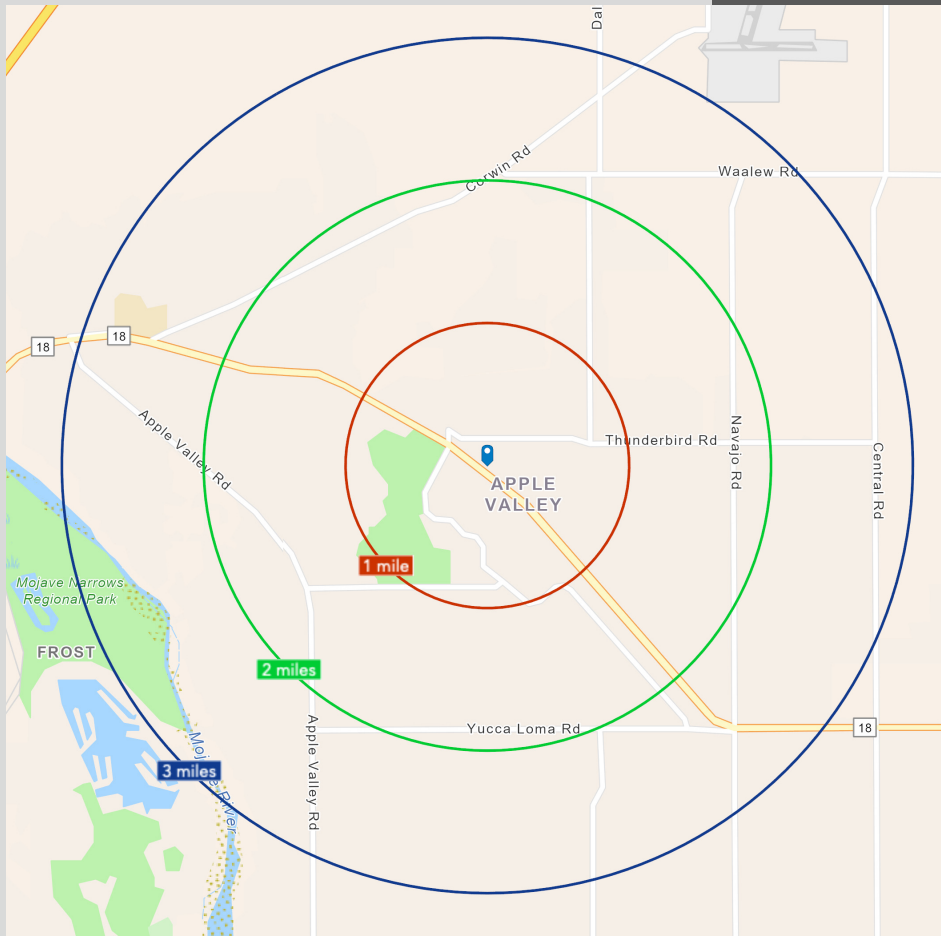 Dal
Corwin Rd
Waalew Rd
18
18
Apple Valley Rd
Thunderbird Rd
Navajo Rd
Central Rd
APPLE
VALLEY
1 mile
Mojave Narrows
Regional Park
FROST
2 miles
Apple Valley Rd
Yucca Loma Rd
18
3 miles
Mojave River